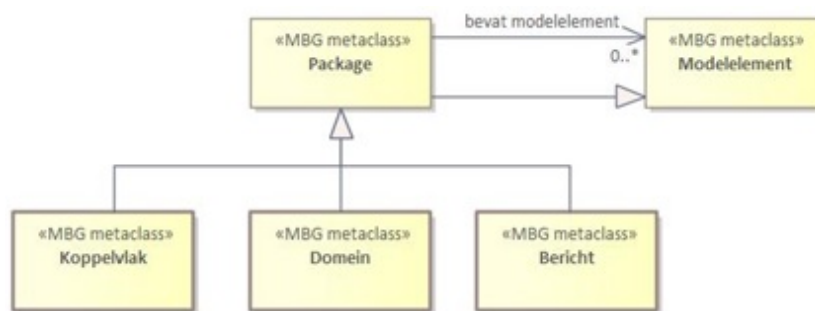 «MBG metaclass»
Package
bevat modelelement
0..*
«MBG metaclass»
Modelelement
«MBG metaclass»
Koppelvlak
«MBG metaclass»
Domein
«MBG metaclass»
Bericht